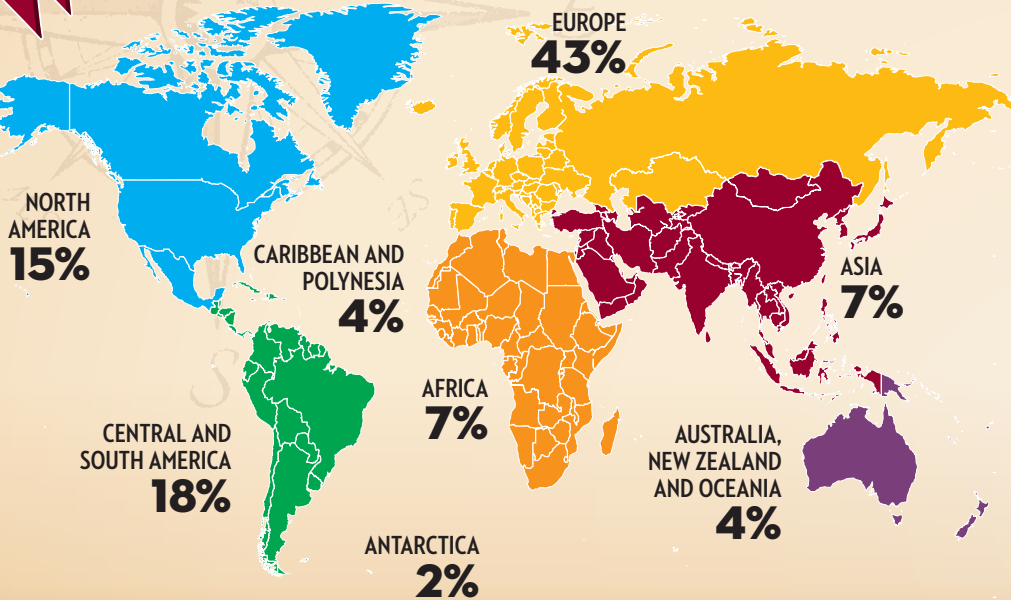 EUROPE
43%
NORTH
AMERICA
15%
CARIBBEAN AND
POLYNESIA
4%
ASIA
7%
AFRICA
7%
CENTRAL AND
SOUTH AMERICA
18%
AUSTRALIA,
NEW ZEALAND
AND OCEANIA
4%
ANTARCTICA
2%
S